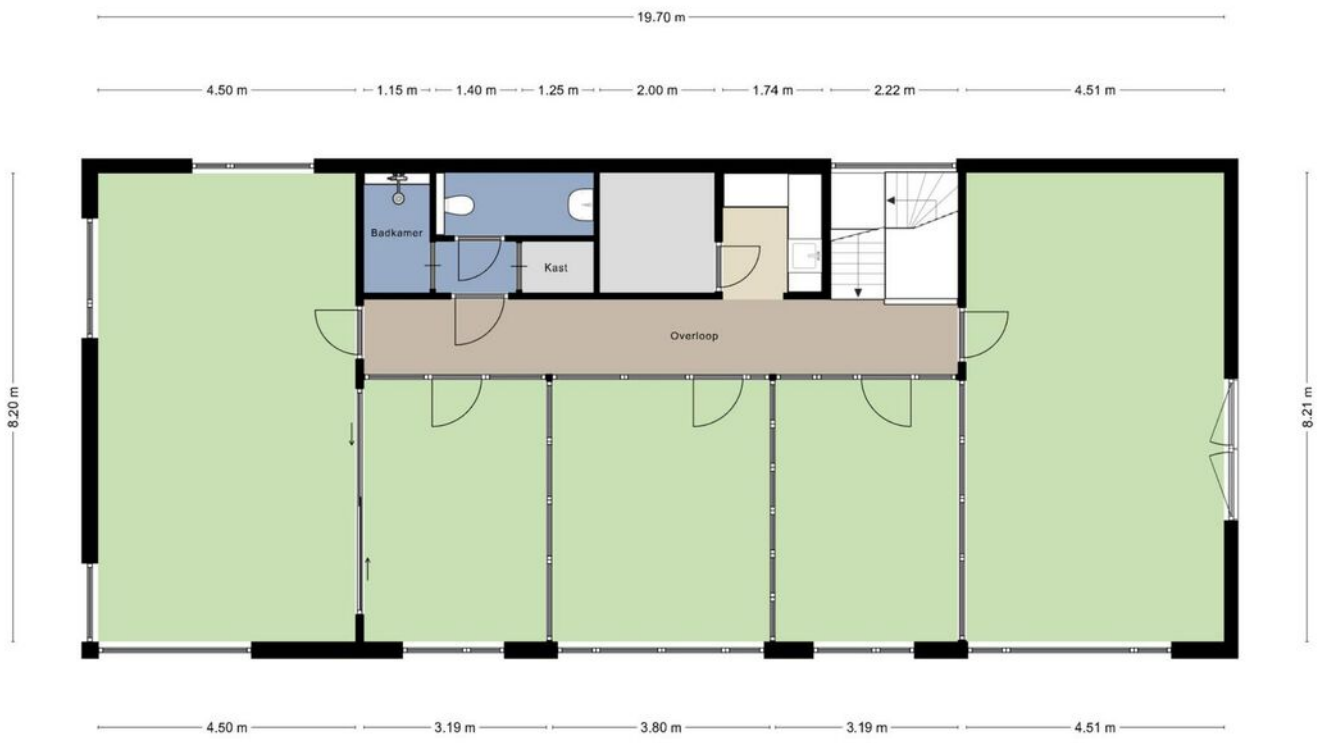 19.70 m
4.50 m
1.15 m
1.40 m
1.25 m
2.00 m
1.74 m
2.22 m
4.51 m
Badkamer
Kast
Overloop
8.20 m
8.21 m
4.50 m
3.19 m
3.80 m
3.19 m
4.51 m